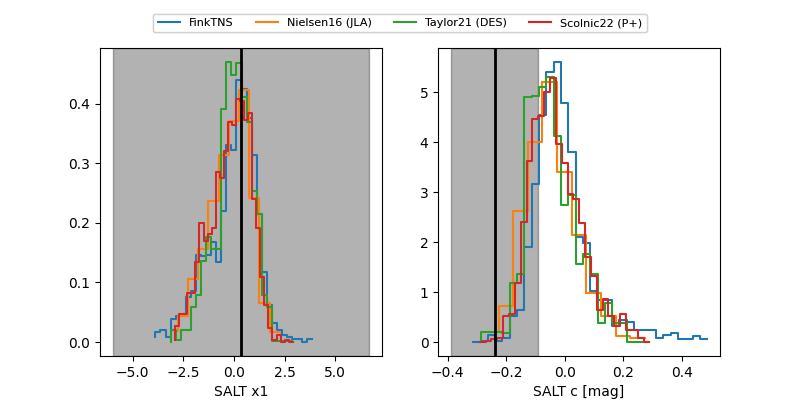 FinkTNS Nielsen16 (JLA) Taylor21 (DES) Scolnic22 (P+)
0.4
0.3
0.2
0.1
0.0
−5.0 −2.5 0.0 2.5 5.0
SALT x1
5
4
3
2
1
0
−0.4 −0.2 0.0 0.2 0.4
SALT c [mag]